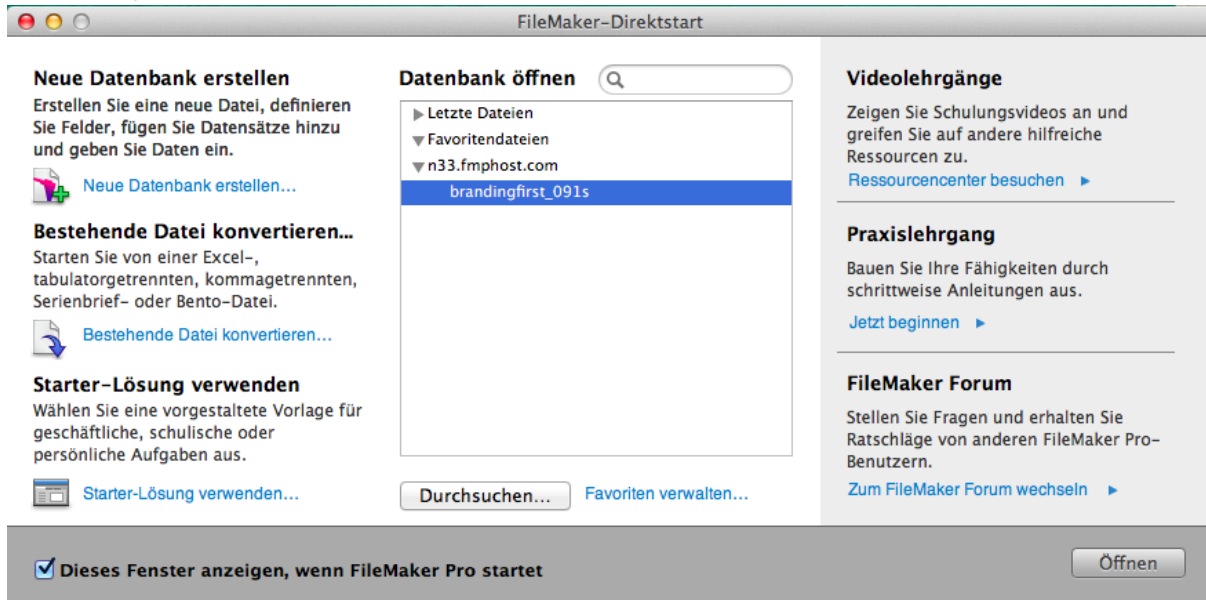 FileMaker-Direktstart
Neue Datenbank erstellen
Erstellen Sie eine neue Datei, definieren
Sie Felder, fügen Sie Datensätze hinzu
und geben Sie Daten ein.
Neue Datenbank erstellen...
Bestehende Datei konvertieren...
Starten Sie von einer Excel-,
tabulatorgetrennten, kommagetrennten,
Serienbrief- oder Bento-Datei.
Bestehende Datei konvertieren...
Starter-Lösung verwenden
Wählen Sie eine vorgestaltete Vorlage für
geschäftliche, schulische oder
persönliche Aufgaben aus.
Starter-Lösung verwenden...
Datenbank öffnen
Letzte Dateien
Favoritendateien
n33.fmphost.com
brandingfirst_091s
Durchsuchen...
Favoriten verwalten...
Videolehrgänge
Zeigen Sie Schulungsvideos an und
greifen Sie auf andere hilfreiche
Ressourcen zu.
Ressourcencenter besuchen
Praxislehrgang
Bauen Sie Ihre Fähigkeiten durch
schrittweise Anleitungen aus.
Jetzt beginnen
FileMaker Forum
Stellen Sie Fragen und erhalten Sie
Ratschläge von anderen FileMaker Pro-
Benutzern.
Zum FileMaker Forum wechseln
Dieses Fenster anzeigen, wenn FileMaker Pro startet
Öffnen